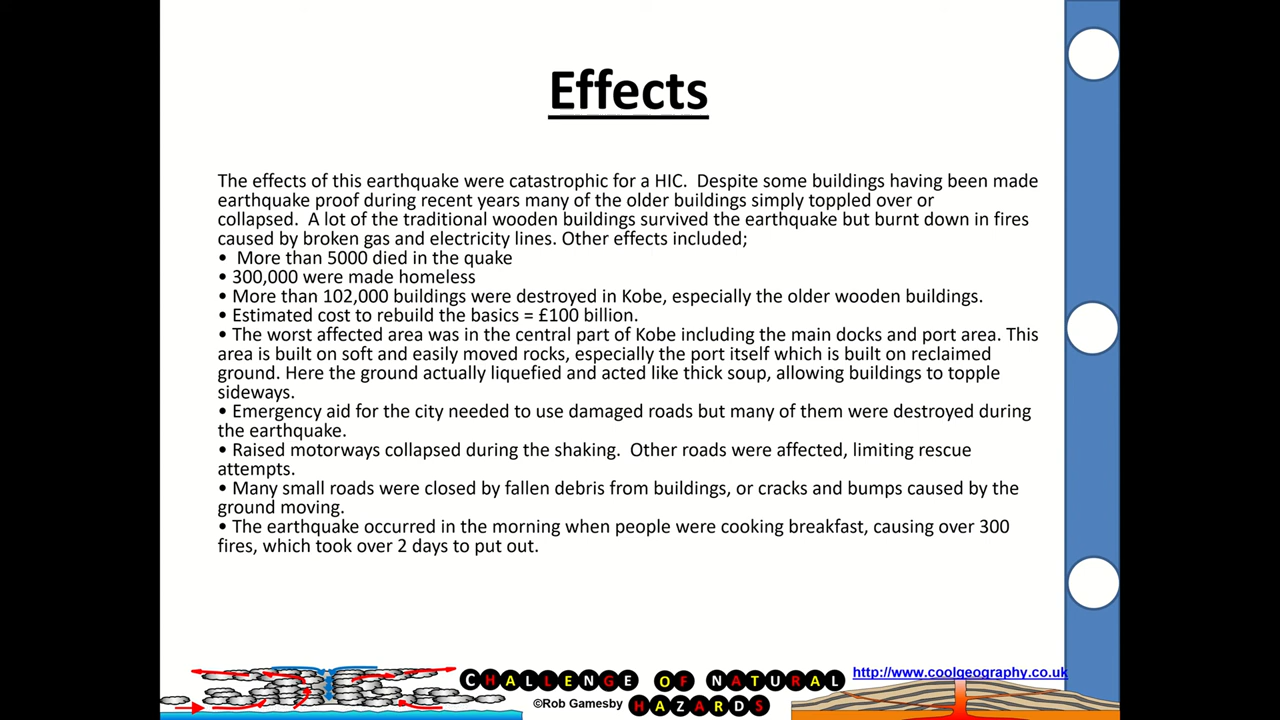 Effects
The effects of this earthquake were catastrophic for a HIC.  Despite some buildings having been made
earthquake proof during recent years many of the older buildings simply toppled over or
collapsed.  A lot of the traditional wooden buildings survived the earthquake but burnt down in fires
caused by broken gas and electricity lines. Other effects included;
•  More than 5000 died in the quake
• 300,000 were made homeless
• More than 102,000 buildings were destroyed in Kobe, especially the older wooden buildings.
• Estimated cost to rebuild the basics = £100 billion.
• The worst affected area was in the central part of Kobe including the main docks and port area. This
area is built on soft and easily moved rocks, especially the port itself which is built on reclaimed
ground. Here the ground actually liquefied and acted like thick soup, allowing buildings to topple
sideways.
• Emergency aid for the city needed to use damaged roads but many of them were destroyed during
the earthquake.
• Raised motorways collapsed during the shaking.  Other roads were affected, limiting rescue
attempts.
• Many small roads were closed by fallen debris from buildings, or cracks and bumps caused by the
ground moving.
• The earthquake occurred in the morning when people were cooking breakfast, causing over 300
fires, which took over 2 days to put out.
CHALLENGE OF NATURAL
HAZARDS
©Rob Gamesby
http://www.coolgeography.co.uk